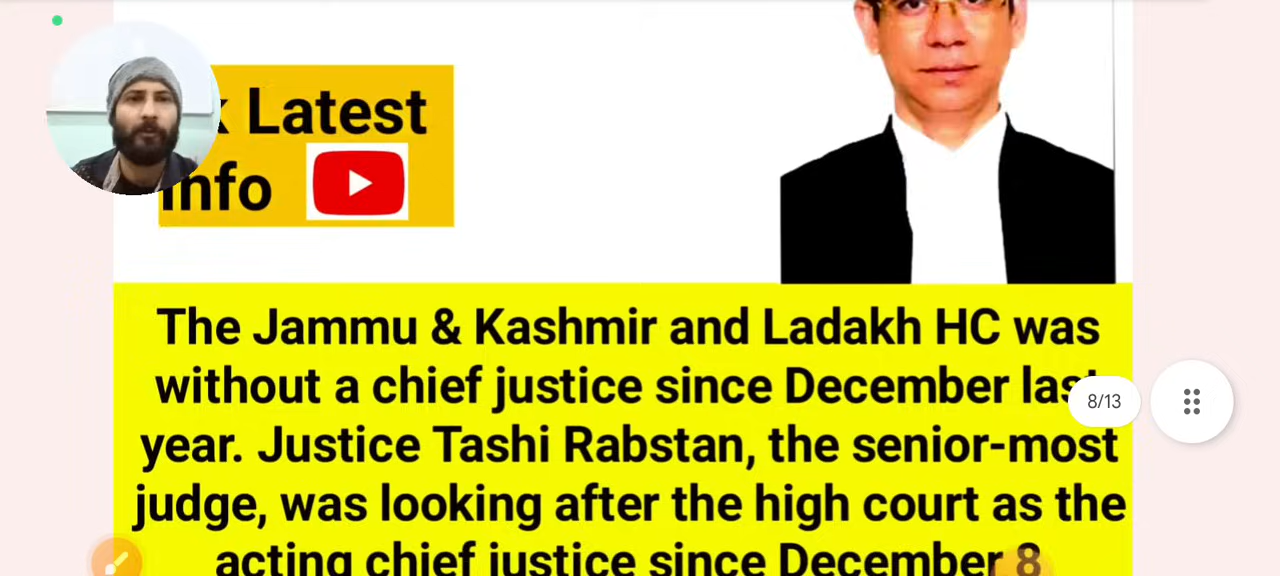 Latest
Info
The Jammu & Kashmir and Ladakh HC was
without a chief justice since December last
year. Justice Tashi Rabstan, the senior-most
8/13
judge, was looking after the high court as the
acting chief justice since December 8